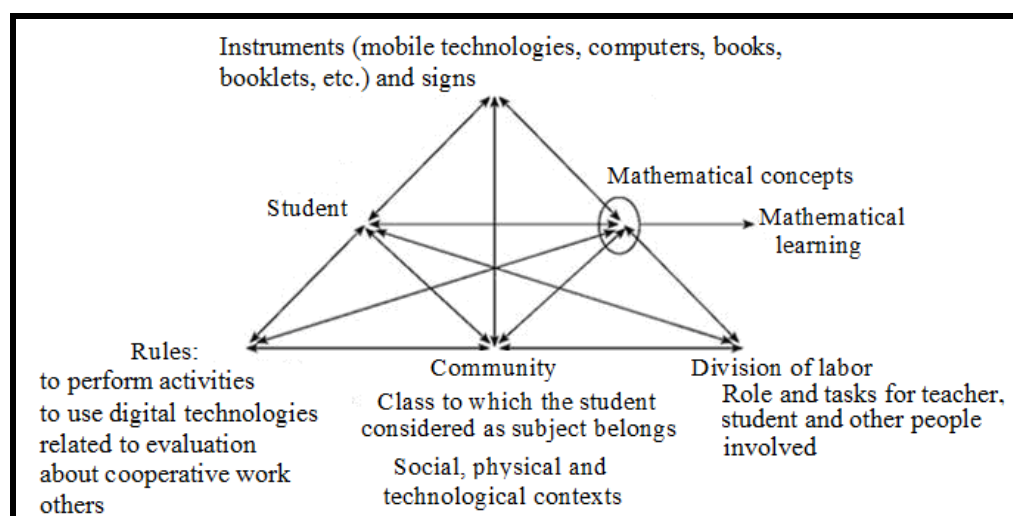 Instruments (mobile technologies, computers, books,
booklets, etc.) and signs
Mathematical concepts
Student
Mathematical
learning
Rules:
to perform activities
to use digital technologies
related to evaluation
about cooperative work
others
Community
Class to which the student
considered as subject belongs
Social, physical and
technological contexts
Division of labor
Role and tasks for teacher,
student and other people
involved